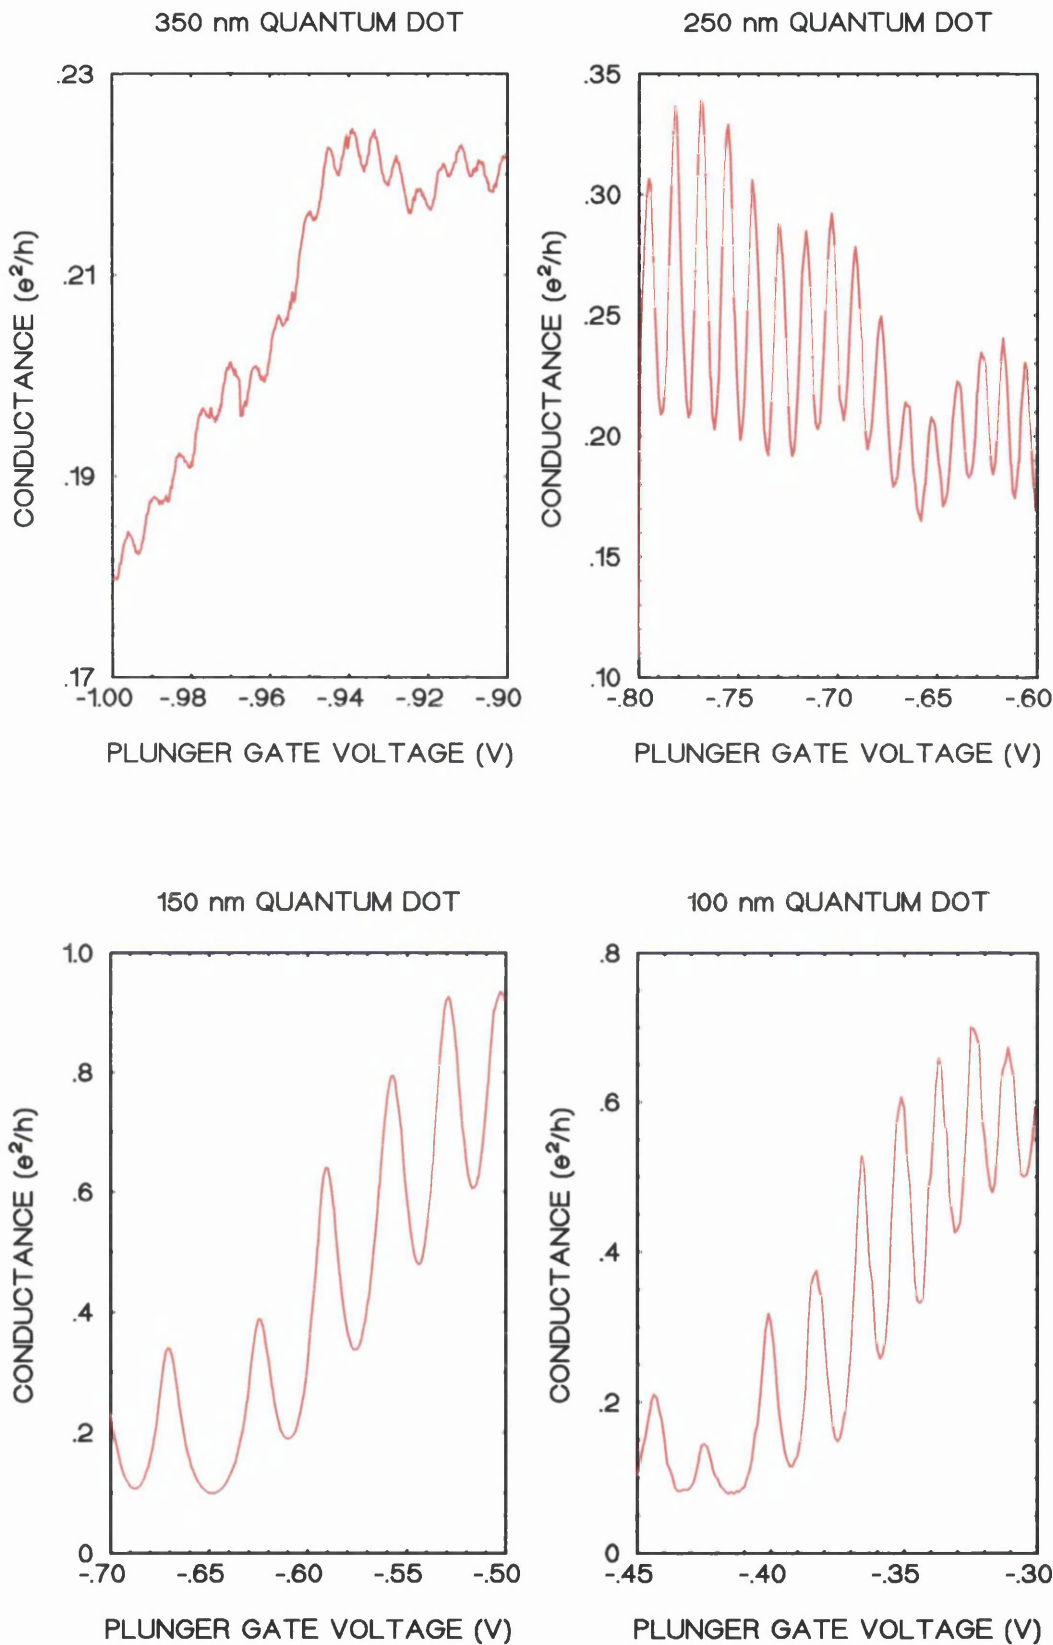 350 nm QUANTUM DOT
.23
.21
.19
.17
CONDUCTANCE (e²/h)
-1.00 -.98 -.96 -.94 -.92 -.90
PLUNGER GATE VOLTAGE (V)
250 nm QUANTUM DOT
.35
.30
.25
.20
.15
.10
CONDUCTANCE (e²/h)
-.80 -.75 -.70 -.65 -.60
PLUNGER GATE VOLTAGE (V)
150 nm QUANTUM DOT
1.0
.8
.6
.4
.2
0
CONDUCTANCE (e²/h)
-.70 -.65 -.60 -.55 -.50
PLUNGER GATE VOLTAGE (V)
100 nm QUANTUM DOT
.8
.6
.4
.2
0
CONDUCTANCE (e²/h)
-.45 -.40 -.35 -.30
PLUNGER GATE VOLTAGE (V)